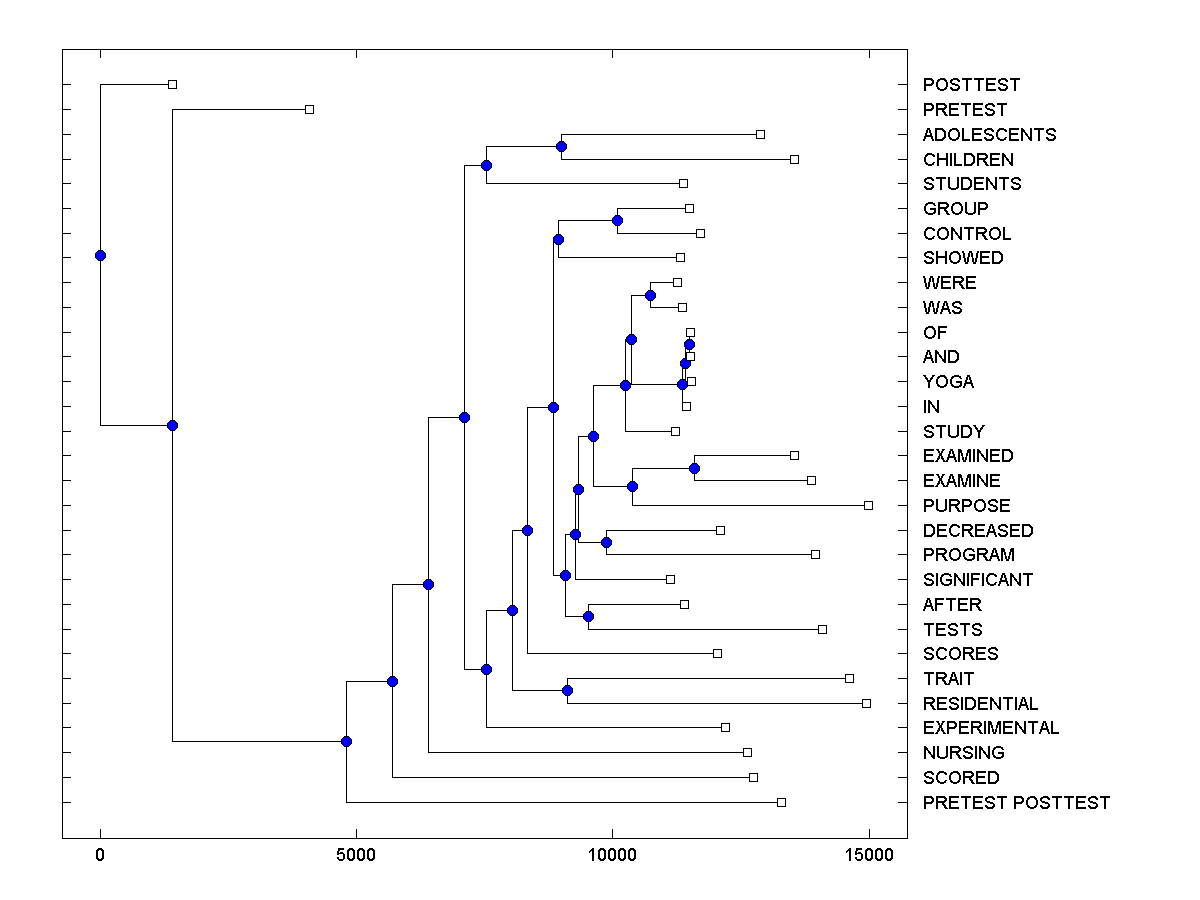 POSTTEST
PRETEST
ADOLESCENTS
CHILDREN
STUDENTS
GROUP
CONTROL
SHOWED
WERE
WAS
OF
AND
YOGA
IN
STUDY
EXAMINED
EXAMINE
PURPOSE
DECREASED
PROGRAM
SIGNIFICANT
AFTER
TESTS
SCORES
TRAIT
RESIDENTIAL
EXPERIMENTAL
NURSING
SCORED
PRETEST POSTTEST
0 5000 10000 15000